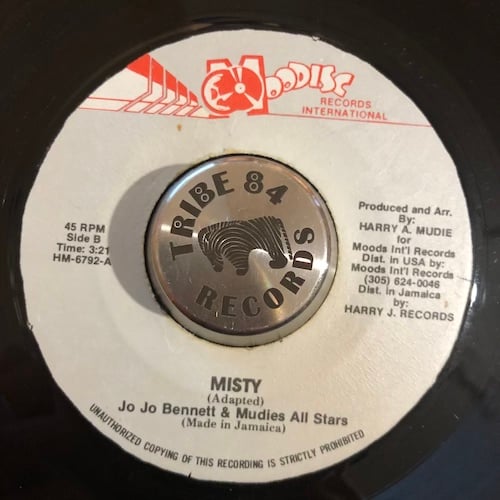 MOODISC
RECORDS
INTERNATIONAL
45 RPM
Side B
Time: 3:21
HM-6792-A
TRIBE 84
RECORDS
Produced and Arr.
By:
HARRY A. MUDIE
for
Moods Int'l Records
Dist. in USA by:
Moods Int'l Records
(305) 624-0046
Dist. in Jamaica
by:
HARRY J. RECORDS
MISTY
(Adapted)
Jo Jo Bennett & Mudies All Stars
(Made in Jamaica)
UNAUTHORIZED COPYING OF THIS RECORDING IS STRICTLY PROHIBITED